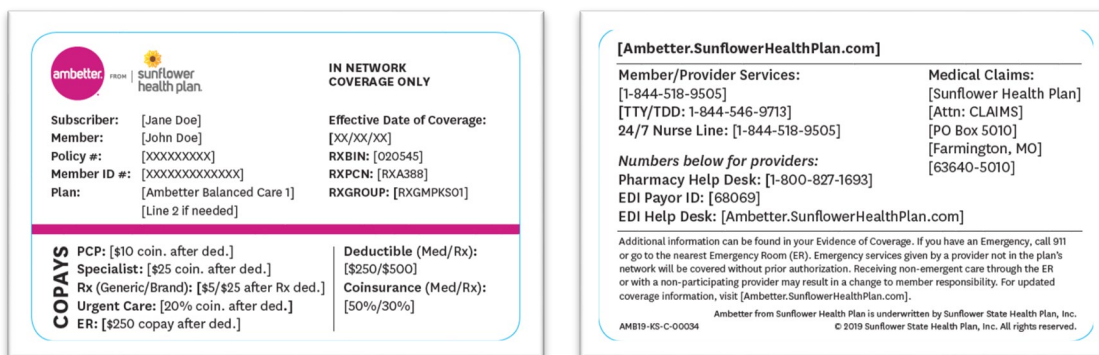 ambetter. FROM sunflower health plan.
IN NETWORK
COVERAGE ONLY
Subscriber: [Jane Doe]
Member: [John Doe]
Policy #: [XXXXXXXXX]
Member ID #: [XXXXXXXXXXXXX]
Plan: [Ambetter Balanced Care 1]
[Line 2 if needed]
Effective Date of Coverage:
[XX/XX/XX]
RXBIN: [020545]
RXPCN: [RXA388]
RXGROUP: [RXGMPKS01]
COPAYS
PCP: [$10 coin. after ded.]
Specialist: [$25 coin. after ded.]
Rx (Generic/Brand): [$5/$25 after Rx ded.]
Urgent Care: [20% coin. after ded.]
ER: [$250 copay after ded.]
Deductible (Med/Rx):
[$250/$500]
Coinsurance (Med/Rx):
[50%/30%]
[Ambetter.SunflowerHealthPlan.com]
Member/Provider Services:
[1-844-518-9505]
[TTY/TDD: 1-844-546-9713]
24/7 Nurse Line: [1-844-518-9505]
Numbers below for providers:
Pharmacy Help Desk: [1-800-827-1693]
EDI Payor ID: [68069]
EDI Help Desk: [Ambetter.SunflowerHealthPlan.com]
Medical Claims:
[Sunflower Health Plan]
[Attn: CLAIMS]
[PO Box 5010]
[Farmington, MO]
[63640-5010]
Additional information can be found in your Evidence of Coverage. If you have an Emergency, call 911
or go to the nearest Emergency Room (ER). Emergency services given by a provider not in the plan's
network will be covered without prior authorization. Receiving non-emergent care through the ER
or with a non-participating provider may result in a change to member responsibility. For updated
coverage information, visit [Ambetter.SunflowerHealthPlan.com].
Ambetter from Sunflower Health Plan is underwritten by Sunflower State Health Plan, Inc.
AMB19-KS-C-00034 © 2019 Sunflower State Health Plan, Inc. All rights reserved.